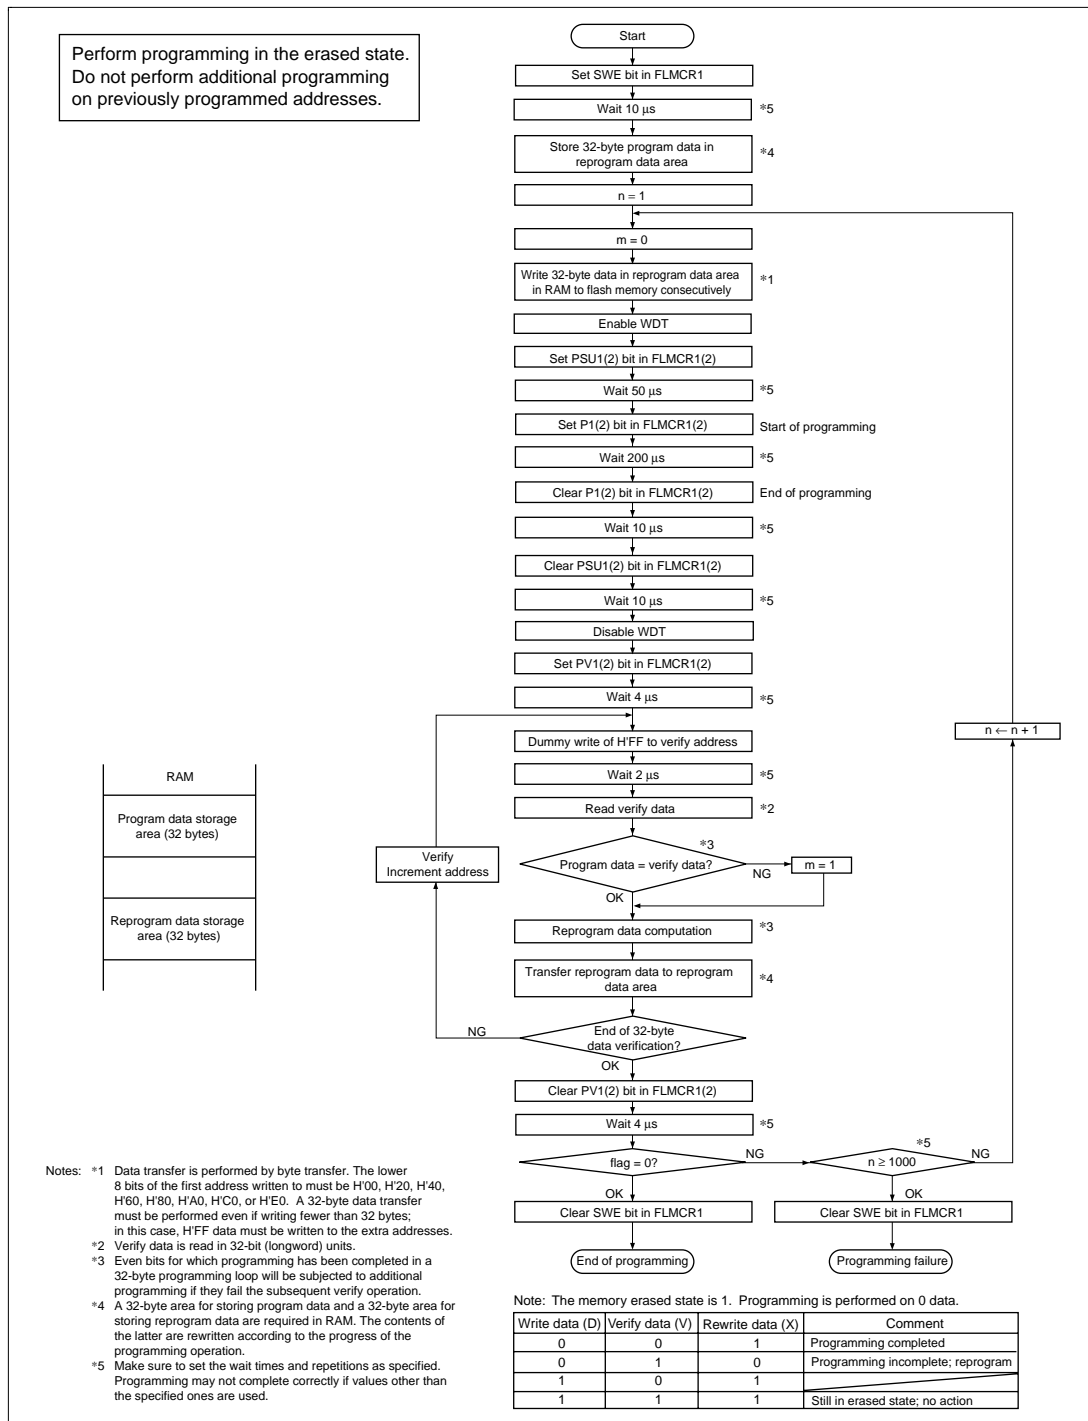 Perform programming in the erased state.
Do not perform additional programming
on previously programmed addresses.
Start
Set SWE bit in FLMCR1
Wait 10 µs
*5
Store 32-byte program data in
reprogram data area
*4
n = 1
m = 0
Write 32-byte data in reprogram data area
in RAM to flash memory consecutively
*1
Enable WDT
Set PSU1(2) bit in FLMCR1(2)
Wait 50 µs
*5
Set P1(2) bit in FLMCR1(2)
Start of programming
Wait 200 µs
*5
Clear P1(2) bit in FLMCR1(2)
End of programming
Wait 10 µs
*5
Clear PSU1(2) bit in FLMCR1(2)
Wait 10 µs
*5
Disable WDT
Set PV1(2) bit in FLMCR1(2)
Wait 4 µs
*5
n ← n + 1
Dummy write of H'FF to verify address
Wait 2 µs
*5
Read verify data
*2
*3
Program data = verify data?
NG
m = 1
OK
Verify
Increment address
Reprogram data computation
*3
Transfer reprogram data to reprogram
data area
*4
NG
End of 32-byte
data verification?
OK
Clear PV1(2) bit in FLMCR1(2)
Wait 4 µs
*5
flag = 0?
NG
*5
n ≥ 1000
NG
OK
OK
Clear SWE bit in FLMCR1
Clear SWE bit in FLMCR1
End of programming
Programming failure
RAM
Program data storage
area (32 bytes)
Reprogram data storage
area (32 bytes)
Notes: *1 Data transfer is performed by byte transfer. The lower
8 bits of the first address written to must be H'00, H'20, H'40,
H'60, H'80, H'A0, H'C0, or H'E0. A 32-byte data transfer
must be performed even if writing fewer than 32 bytes;
in this case, H'FF data must be written to the extra addresses.
*2 Verify data is read in 32-bit (longword) units.
*3 Even bits for which programming has been completed in a
32-byte programming loop will be subjected to additional
programming if they fail the subsequent verify operation.
*4 A 32-byte area for storing program data and a 32-byte area for
storing reprogram data are required in RAM. The contents of
the latter are rewritten according to the progress of the
programming operation.
*5 Make sure to set the wait times and repetitions as specified.
Programming may not complete correctly if values other than
the specified ones are used.
Note: The memory erased state is 1. Programming is performed on 0 data.
Write data (D) Verify data (V) Rewrite data (X) Comment
0 0 1 Programming completed
0 1 0 Programming incomplete; reprogram
1 0 1
1 1 1 Still in erased state; no action